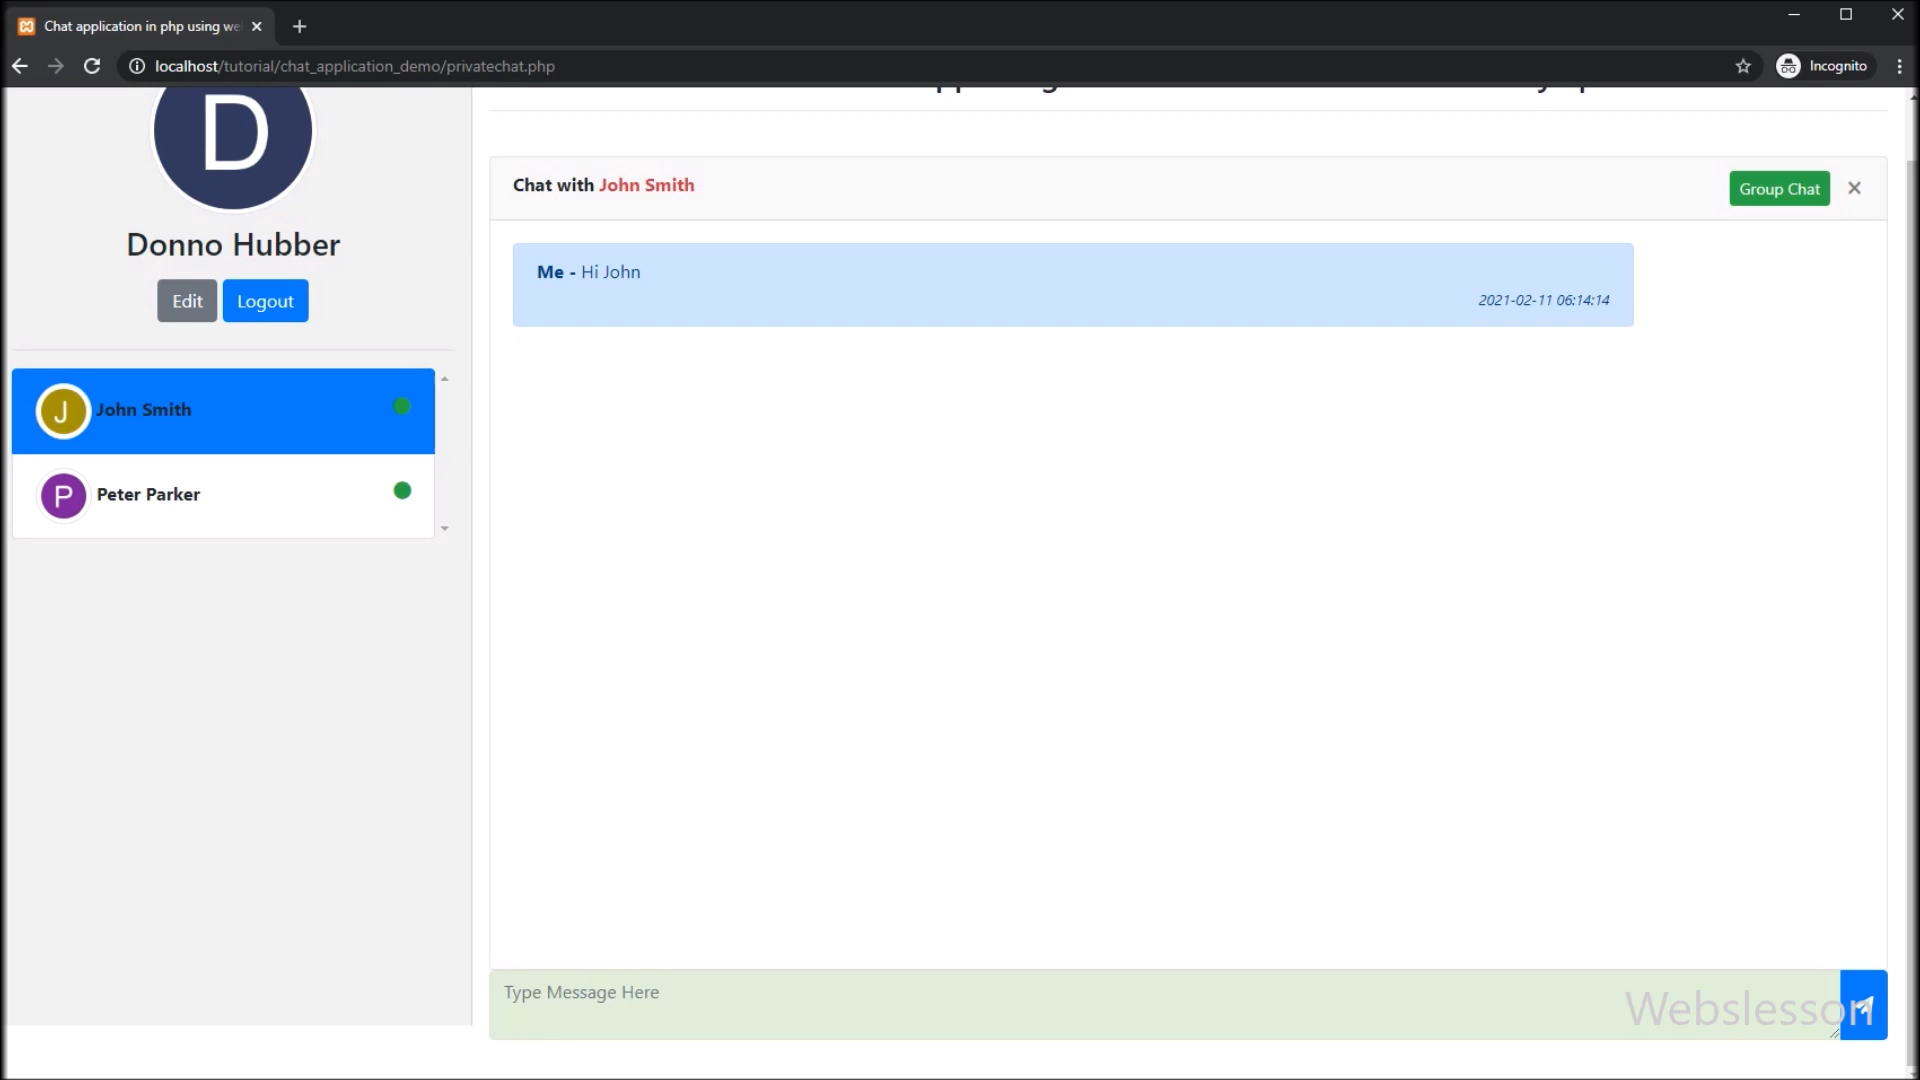 Chat application in php using we
localhost/tutorial/chat_application_demo/privatechat.php
Incognito
D
Donno Hubber
Edit
Logout
J
John Smith
P
Peter Parker
Chat with John Smith
Group Chat
Me - Hi John
2021-02-11 06:14:14
Type Message Here
Webslesson